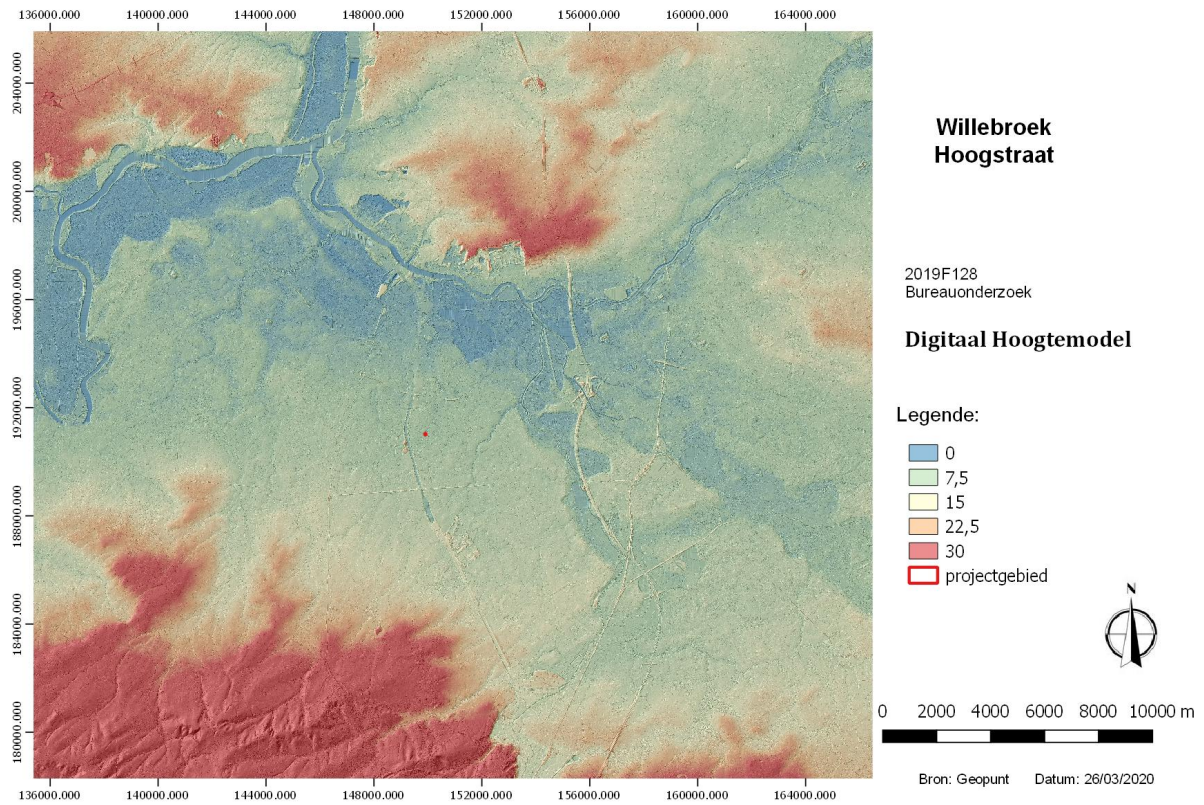 136000.000 140000.000 144000.000 148000.000 152000.000 156000.000 160000.000 164000.000
204000.000
200000.000
196000.000
192000.000
188000.000
184000.000
180000.000
136000.000 140000.000 144000.000 148000.000 152000.000 156000.000 160000.000 164000.000
Willebroek
Hoogstraat
2019F128
Bureauonderzoek
Digitaal Hoogtemodel
Legende:
0
7,5
15
22,5
30
projectgebied
N
0 2000 4000 6000 8000 10000 m
Bron: Geopunt Datum: 26/03/2020